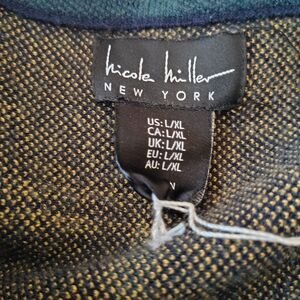 nicole miller
NEW YORK
US: L/XL
CA: L/XL
UK: L/XL
EU: L/XL
AU: L/XL